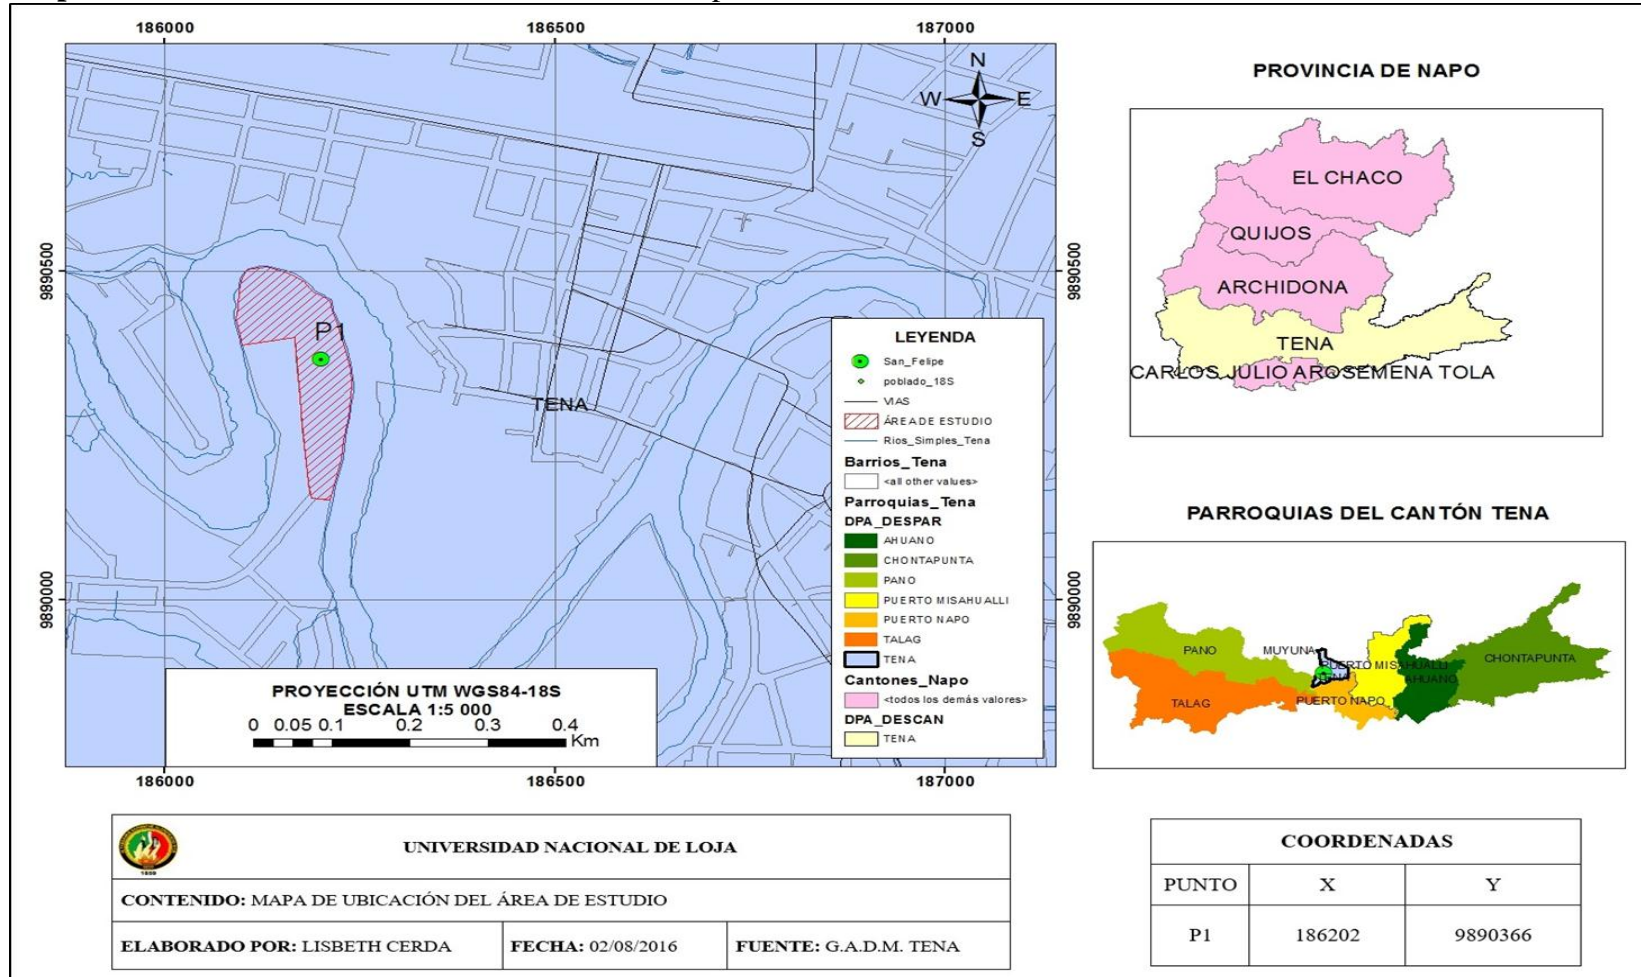 186000
186500
187000
9890500
9890000
9890500
9890000
N
W
E
S
P1
TENA
LEYENDA
San_Felipe
poblado_18S
VIAS
ÁREA DE ESTUDIO
Rios_Simples_Tena
Barrios_Tena
<all other values>
Parroquias_Tena
DPA_DESPAR
AHUANO
CHONTAPUNTA
PANO
PUERTO MISAHUALLI
PUERTO NAPO
TALAG
TENA
Cantones_Napo
<todos los demás valores>
DPA_DESCAN
TENA
PROYECCIÓN UTM WGS84-18S
ESCALA 1:5 000
0 0.05 0.1 0.2 0.3 0.4
Km
186000
186500
187000
PROVINCIA DE NAPO
EL CHACO
QUIJOS
ARCHIDONA
TENA
CARLOS JULIO AROSEMENA TOLA
PARROQUIAS DEL CANTÓN TENA
PANO
MUYUNA
PUERTO MISAHUALLI
CHONTAPUNTA
AHUANO
TALAG
PUERTO NAPO
UNIVERSIDAD NACIONAL DE LOJA
1859
CONTENIDO: MAPA DE UBICACIÓN DEL ÁREA DE ESTUDIO
ELABORADO POR: LISBETH CERDA
FECHA: 02/08/2016
FUENTE: G.A.D.M. TENA
COORDENADAS
PUNTO X Y
P1 186202 9890366